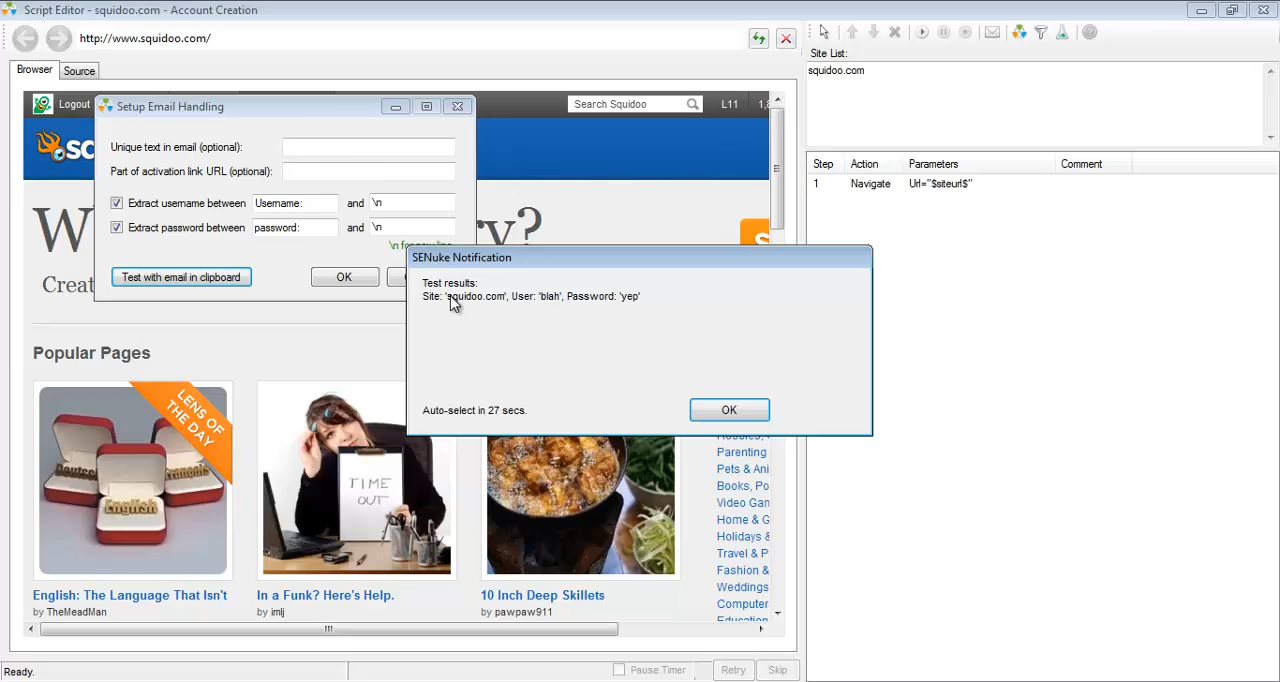 Script Editor - squidoo.com - Account Creation
http://www.squidoo.com/
Site List:
squidoo.com
Browser
Source
Logout
Search Squidoo
L11
Setup Email Handling
Unique text in email (optional):
Part of activation link URL (optional):
Extract username between
Username:
and
\n
Extract password between
password:
and
\n
Test with email in clipboard
OK
SENuke Notification
Test results:
Site: 'squidoo.com', User: 'blah', Password: 'yep'
Auto-select in 27 secs.
OK
Step
Action
Parameters
Comment
1
Navigate
Url="$siteurl$"
Popular Pages
LENS OF
THE DAY
English
TIME
OUT
English: The Language That Isn't
by TheMeadMan
In a Funk? Here's Help.
by imlj
10 Inch Deep Skillets
by pawpaw911
Parenting
Pets & Ani
Books, Po
Video Gan
Home & G
Holidays &
Travel & P
Fashion &
Weddings
Computer
Ready.
Pause Timer
Retry
Skip